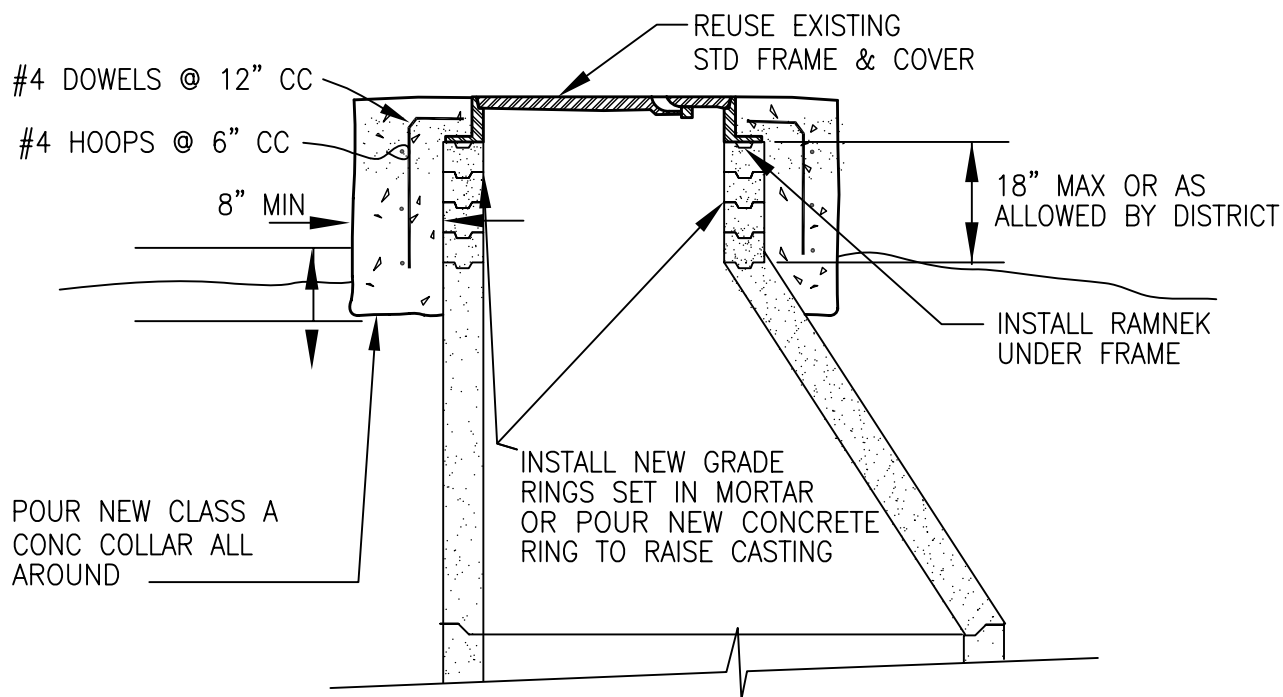 REUSE EXISTING
STD FRAME & COVER
#4 DOWELS @ 12” CC
#4 HOOPS @ 6” CC
8” MIN
18” MAX OR AS
ALLOWED BY DISTRICT
INSTALL RAMNEK
UNDER FRAME
INSTALL NEW GRADE
RINGS SET IN MORTAR
OR POUR NEW CONCRETE
RING TO RAISE CASTING
POUR NEW CLASS A
CONC COLLAR ALL
AROUND